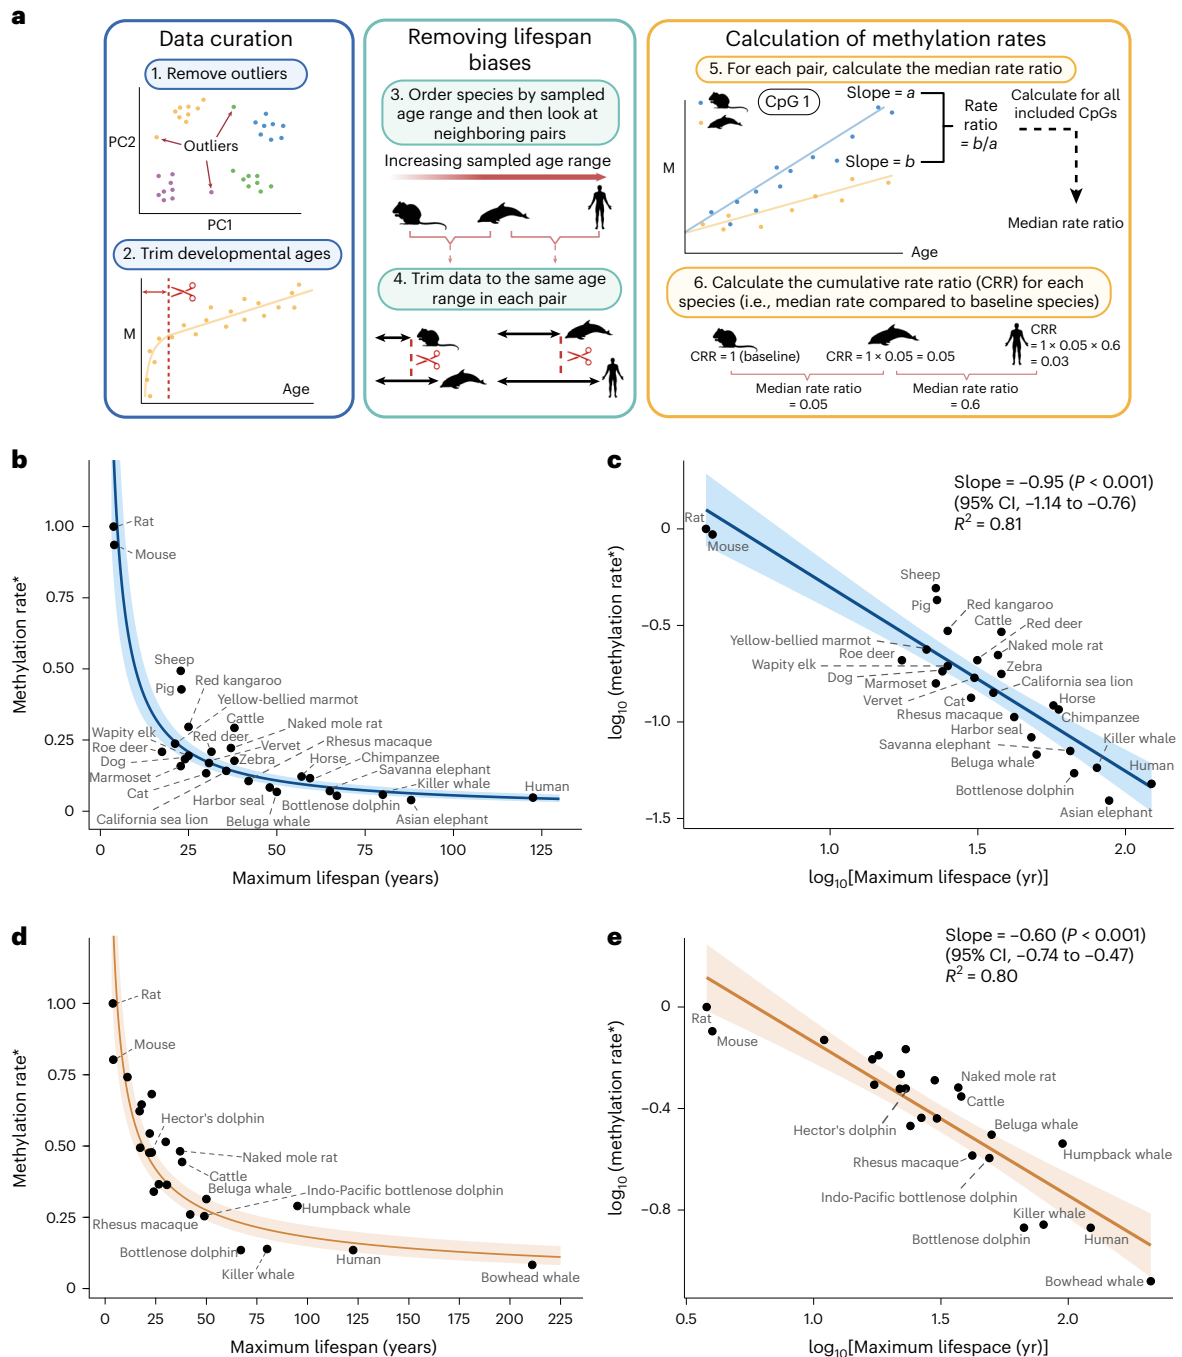 a
Data curation
1. Remove outliers
PC2
Outliers
PC1
2. Trim developmental ages
M
Age
Removing lifespan
biases
3. Order species by sampled
age range and then look at
neighboring pairs
Increasing sampled age range
4. Trim data to the same age
range in each pair
Calculation of methylation rates
5. For each pair, calculate the median rate ratio
CpG 1
Slope = a
Slope = b
Rate
ratio
= b/a
Calculate for all
included CpGs
Median rate ratio
M
Age
6. Calculate the cumulative rate ratio (CRR) for each
species (i.e., median rate compared to baseline species)
CRR = 1 (baseline)
CRR = 1 × 0.05 = 0.05
CRR
= 1 × 0.05 × 0.6
= 0.03
Median rate ratio
= 0.05
Median rate ratio
= 0.6
b
Methylation rate*
1.00
0.75
0.50
0.25
0
Rat
Mouse
Sheep
Pig
Red kangaroo
Yellow-bellied marmot
Cattle
Wapity elk
Red deer
Naked mole rat
Roe deer
Vervet
Rhesus macaque
Dog
Zebra
Horse
Chimpanzee
Marmoset
Savanna elephant
Cat
Killer whale
Human
Harbor seal
Bottlenose dolphin
California sea lion
Beluga whale
Asian elephant
0
25
50
75
100
125
Maximum lifespan (years)
c
log10 (methylation rate*)
0
−0.5
−1.0
−1.5
Slope = −0.95 (P < 0.001)
(95% CI, −1.14 to −0.76)
R2 = 0.81
Rat
Mouse
Sheep
Pig
Red kangaroo
Cattle
Red deer
Yellow-bellied marmot
Naked mole rat
Roe deer
Wapity elk
Zebra
Dog
California sea lion
Marmoset
Vervet
Cat
Horse
Rhesus macaque
Chimpanzee
Harbor seal
Killer whale
Savanna elephant
Beluga whale
Human
Bottlenose dolphin
Asian elephant
1.0
1.5
2.0
log10[Maximum lifespace (yr)]
d
Methylation rate*
1.00
0.75
0.50
0.25
0
Rat
Mouse
Hector's dolphin
Naked mole rat
Cattle
Beluga whale
Indo-Pacific bottlenose dolphin
Humpback whale
Rhesus macaque
Bottlenose dolphin
Killer whale
Human
Bowhead whale
0
25
50
75
100
125
150
175
200
225
Maximum lifespan (years)
e
log10 (methylation rate*)
0
−0.4
−0.8
Slope = −0.60 (P < 0.001)
(95% CI, −0.74 to −0.47)
R2 = 0.80
Rat
Mouse
Naked mole rat
Cattle
Hector's dolphin
Beluga whale
Rhesus macaque
Humpback whale
Indo-Pacific bottlenose dolphin
Killer whale
Bottlenose dolphin
Human
Bowhead whale
0.5
1.0
1.5
2.0
log10[Maximum lifespace (yr)]